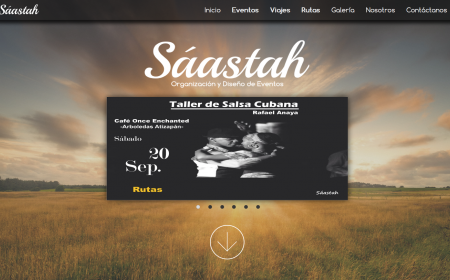 Sáastah
Inicio Eventos Viajes Rutas Galería Nosotros Contáctanos
Sáastah
Organización y Diseño de Eventos
Taller de Salsa Cubana
Rafael Anaya
Café Once Enchanted
-Arboledas Atizapán-
Sábado
20
Sep.
Rutas
Sáastah